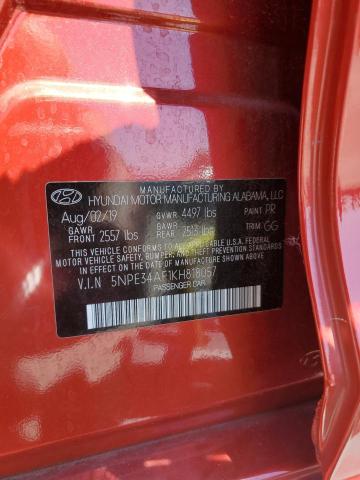 MANUFACTURED BY
HYUNDAI MOTOR MANUFACTURING ALABAMA, LLC
Aug/02/19 GVWR 4497 lbs PAINT PR
GAWR FRONT 2557 lbs GAWR REAR 2513 lbs TRIM GG
THIS VEHICLE CONFORMS TO ALL APPLICABLE U.S.A. FEDERAL
MOTOR VEHICLE SAFETY, BUMPER, AND THEFT PREVENTION
STANDARDS IN EFFECT ON THE DATE OF MANUFACTURE
SHOWN ABOVE.
V.I.N 5NPE34AF1KH818057
PASSENGER CAR